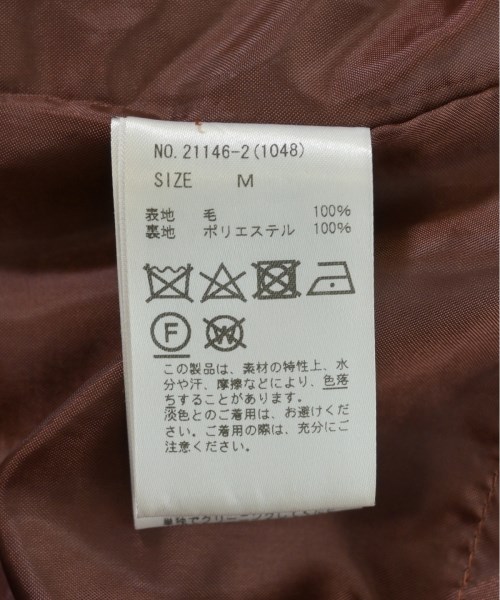 NO. 21146-2(1048)
SIZE M
表地 毛 100%
裏地 ポリエステル 100%
F W
この製品は、素材の特性上、水
分や汗、摩擦などにより、色落
ちすることがあります。
淡色とのご着用は、お避けくだ
さい。ご着用の際は、充分にご
注意ください。